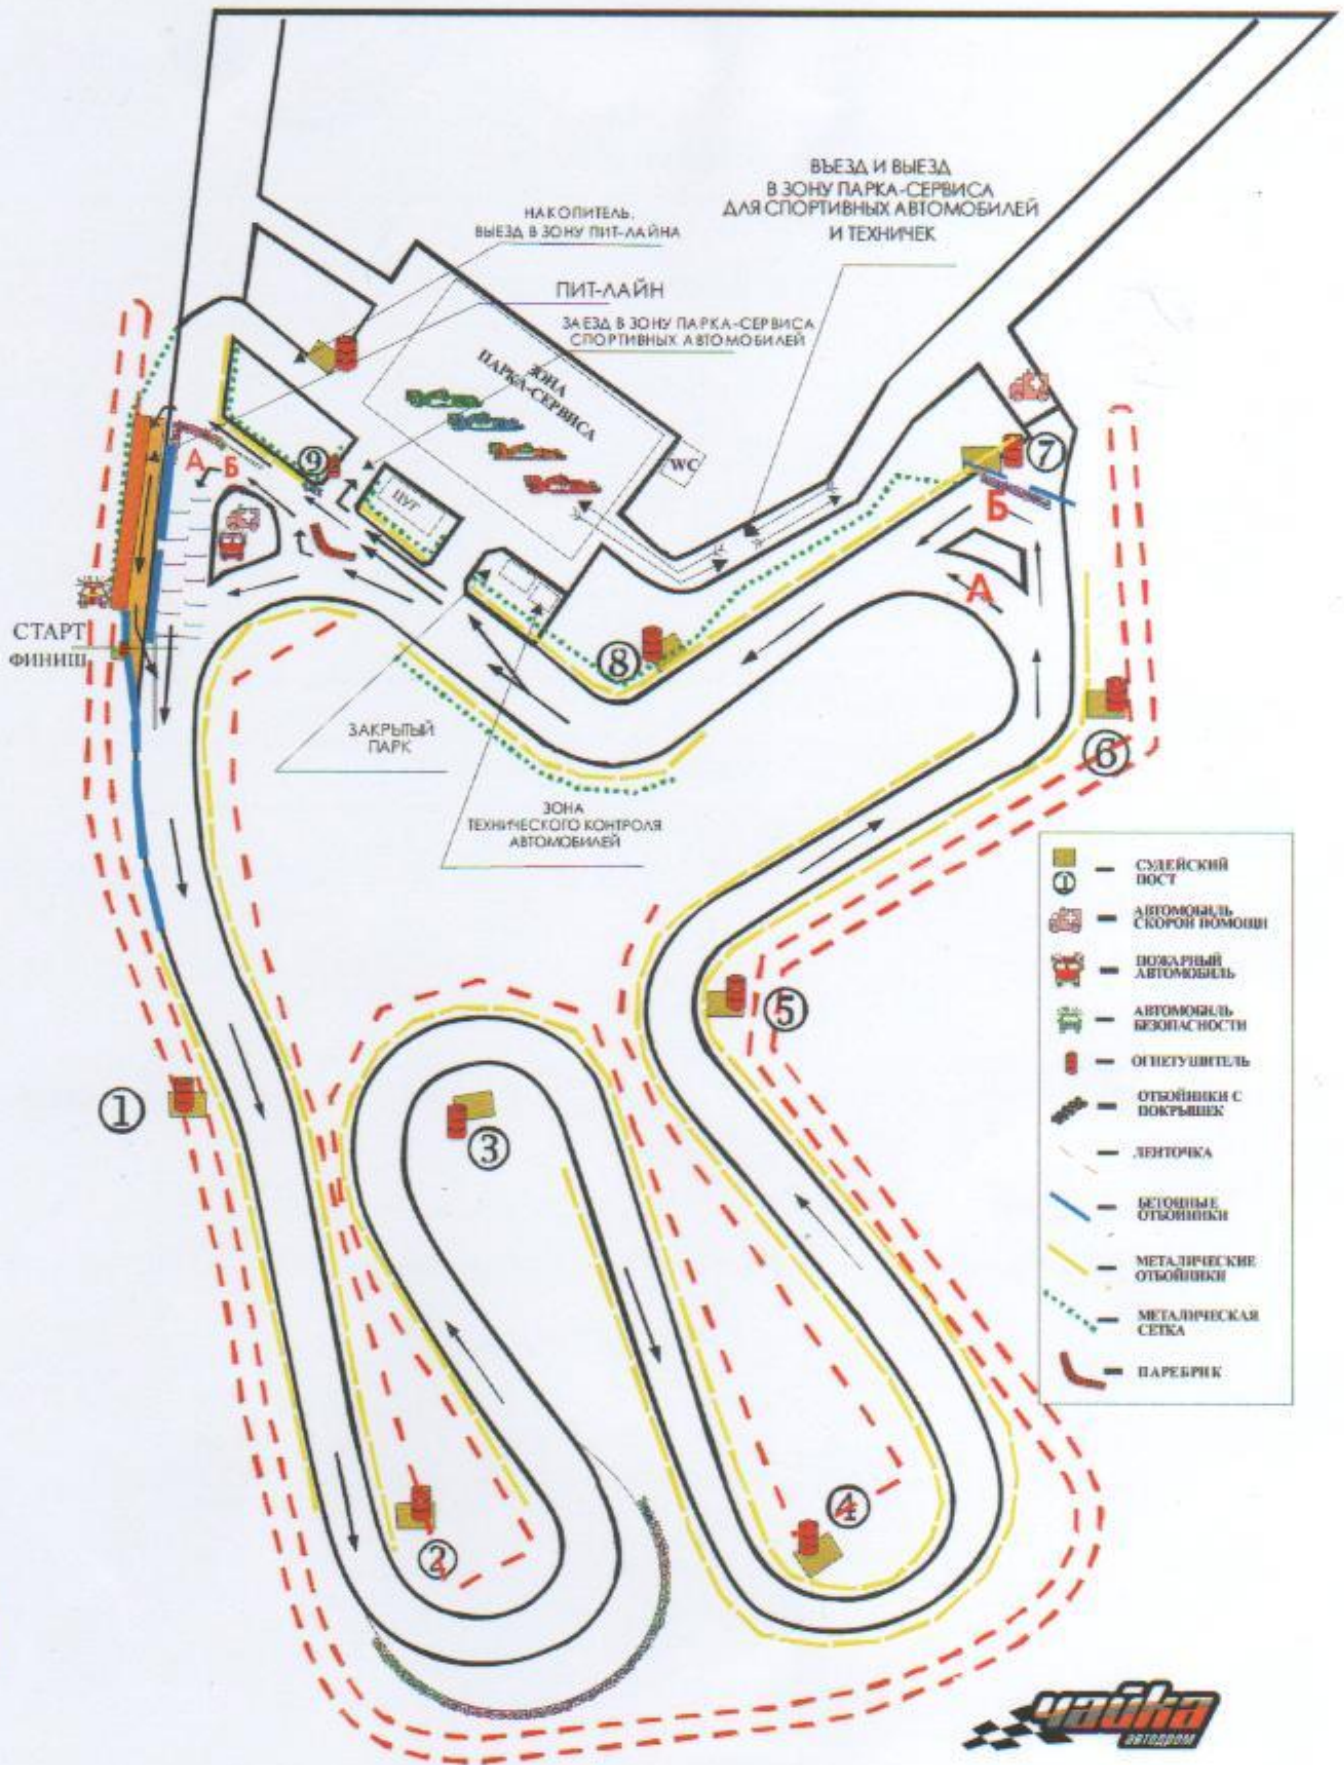 ВЪЕЗД И ВЫЕЗД
В ЗОНУ ПАРКА-СЕРВИСА
ДЛЯ СПОРТИВНЫХ АВТОМОБИЛЕЙ
И ТЕХНИЧЕК
НАКОПИТЕЛЬ.
ВЫЕЗД В ЗОНУ ПИТ-ЛАЙНА
ПИТ-ЛАЙН
ЗАЕЗД В ЗОНУ ПАРКА-СЕРВИСА
СПОРТИВНЫХ АВТОМОБИЛЕЙ
ЗОНА
ПАРКА-СЕРВИСА
WC
А Б
9
ЦУГ
7
Б
А
СТАРТ
ФИНИШ
8
6
ЗАКРЫТЫЙ
ПАРК
ЗОНА
ТЕХНИЧЕСКОГО КОНТРОЛЯ
АВТОМОБИЛЕЙ
5
1
3
4
2
1
СУДЕЙСКИЙ
ПОСТ
АВТОМОБИЛЬ
СКОРОЙ ПОМОЩИ
ПОЖАРНЫЙ
АВТОМОБИЛЬ
АВТОМОБИЛЬ
БЕЗОПАСНОСТИ
ОГНЕТУШИТЕЛЬ
ОТБОЙНИКИ С
ПОКРЫШЕК
ЛЕНТОЧКА
БЕТОННЫЕ
ОТБОЙНИКИ
МЕТАЛИЧЕСКИЕ
ОТБОЙНИКИ
МЕТАЛИЧЕСКАЯ
СЕТКА
ПАРЕБРИК
чайка
автодром